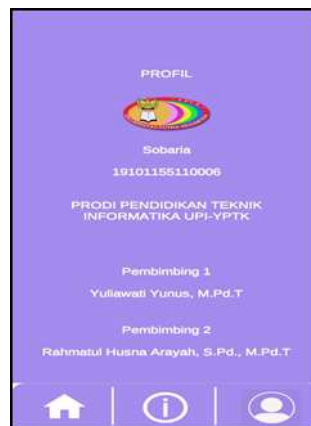 PROFIL
Sobaria
19101155110006
PRODI PENDIDIKAN TEKNIK
INFORMATIKA UPI-YPTK
Pembimbing 1
Yuliawati Yunus, M.Pd.T
Pembimbing 2
Rahmatul Husna Arayah, S.Pd., M.Pd.T